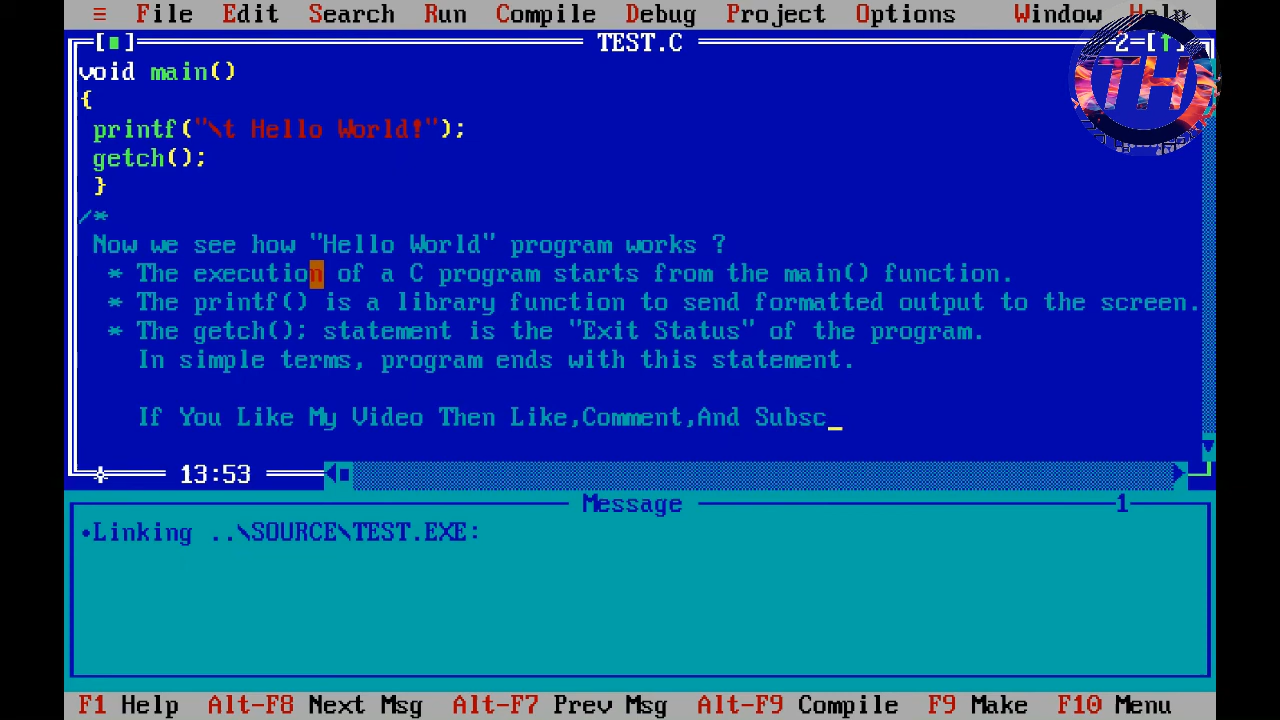 ≡ File Edit Search Run Compile Debug Project Options Window Help
[■] TEST.C 2=[↑]
TH
void main()
{
printf("\t Hello World!");
getch();
}
/*
Now we see how "Hello World" program works ?
* The execution of a C program starts from the main() function.
* The printf() is a library function to send formatted output to the screen.
* The getch(); statement is the "Exit Status" of the program.
In simple terms, program ends with this statement.
If You Like My Video Then Like,Comment,And Subsc_
13:53
Message 1
•Linking ..\SOURCE\TEST.EXE:
F1 Help Alt-F8 Next Msg Alt-F7 Prev Msg Alt-F9 Compile F9 Make F10 Menu